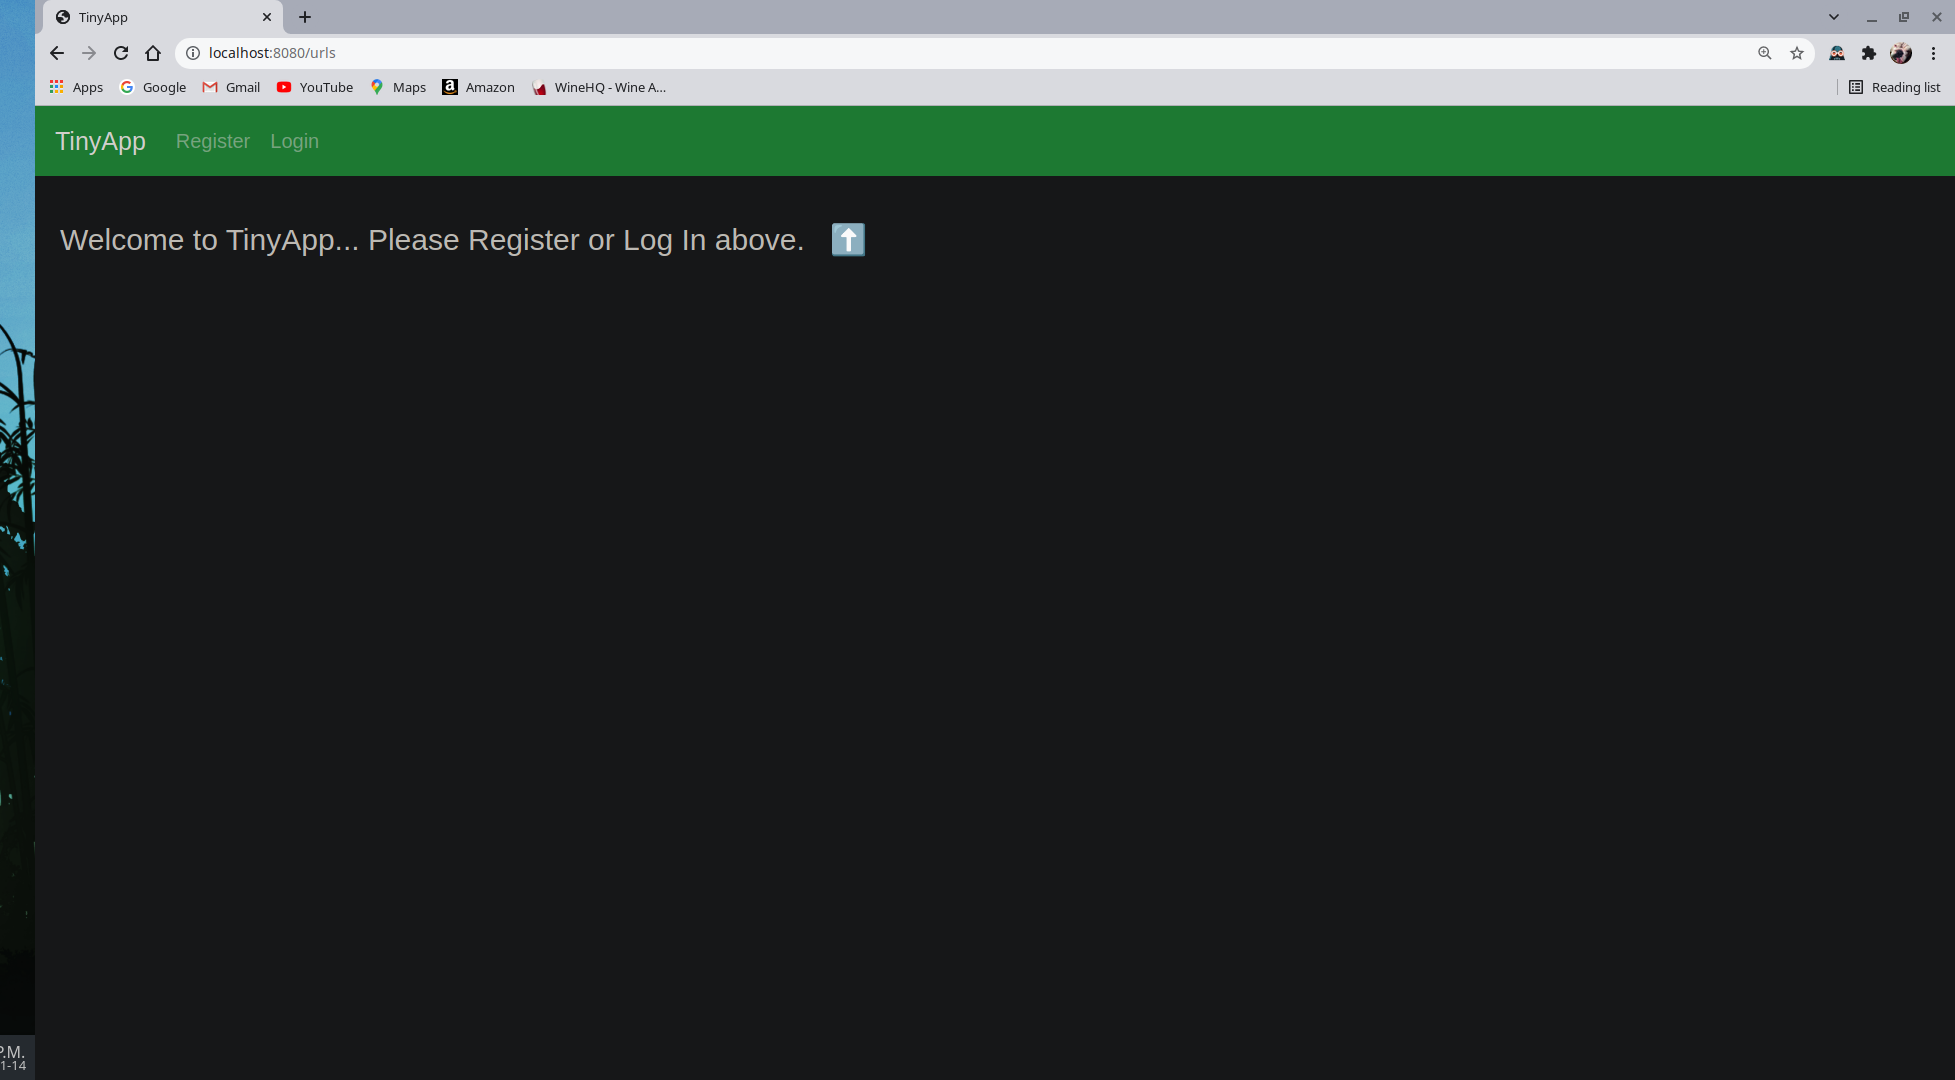 TinyApp
localhost:8080/urls
Apps Google Gmail YouTube Maps Amazon WineHQ - Wine A... Reading list
TinyApp Register Login
Welcome to TinyApp... Please Register or Log In above. ⬆️
P.M.
1-14